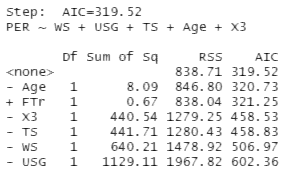 Step:  AIC=319.52
PER ~ WS + USG + TS + Age + X3
       Df Sum of Sq     RSS    AIC
<none>               838.71 319.52
- Age   1      8.09  846.80 320.73
+ FTr   1      0.67  838.04 321.25
- X3    1    440.54 1279.25 458.53
- TS    1    441.71 1280.43 458.83
- WS    1    640.21 1478.92 506.97
- USG   1   1129.11 1967.82 602.36